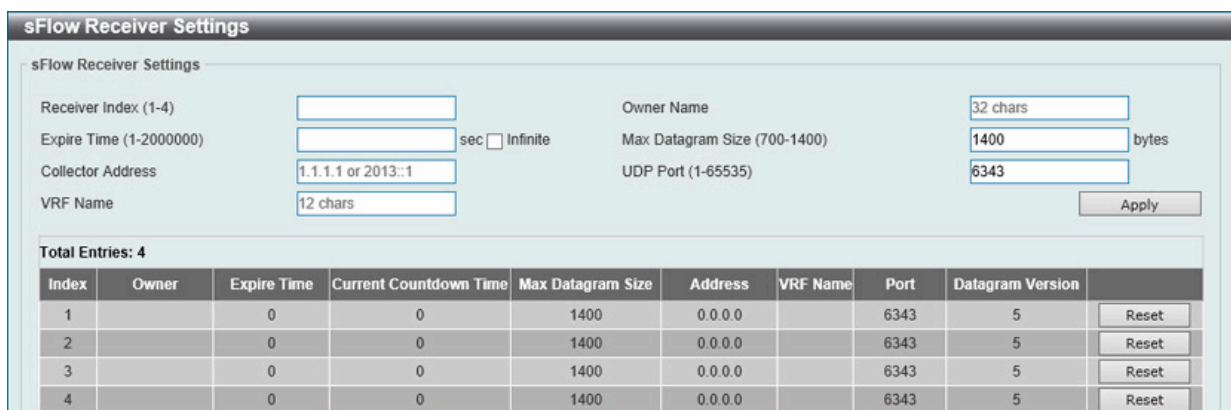 sFlow Receiver Settings
sFlow Receiver Settings
Receiver Index (1-4) Owner Name 32 chars
Expire Time (1-2000000) sec Infinite Max Datagram Size (700-1400) 1400 bytes
Collector Address 1.1.1.1 or 2013::1 UDP Port (1-65535) 6343
VRF Name 12 chars Apply
Total Entries: 4
Index Owner Expire Time Current Countdown Time Max Datagram Size Address VRF Name Port Datagram Version
1 0 0 1400 0.0.0.0 6343 5 Reset
2 0 0 1400 0.0.0.0 6343 5 Reset
3 0 0 1400 0.0.0.0 6343 5 Reset
4 0 0 1400 0.0.0.0 6343 5 Reset